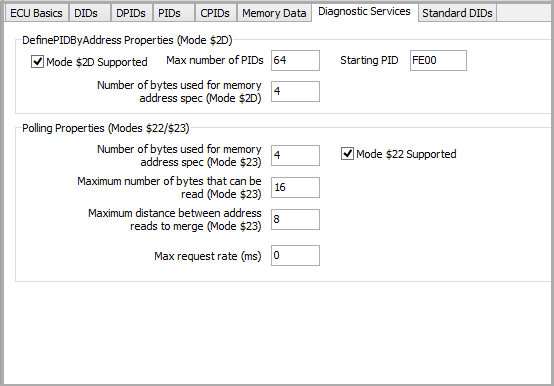 ECU Basics DIDs DPIDs PIDs CPIDs Memory Data Diagnostic Services Standard DIDs
DefinePIDByAddress Properties (Mode $2D)
Mode $2D Supported Max number of PIDs 64 Starting PID FE00
Number of bytes used for memory
address spec (Mode $2D) 4
Polling Properties (Modes $22/$23)
Number of bytes used for memory
address spec (Mode $23) 4 Mode $22 Supported
Maximum number of bytes that can be
read (Mode $23) 16
Maximum distance between address
reads to merge (Mode $23) 8
Max request rate (ms) 0